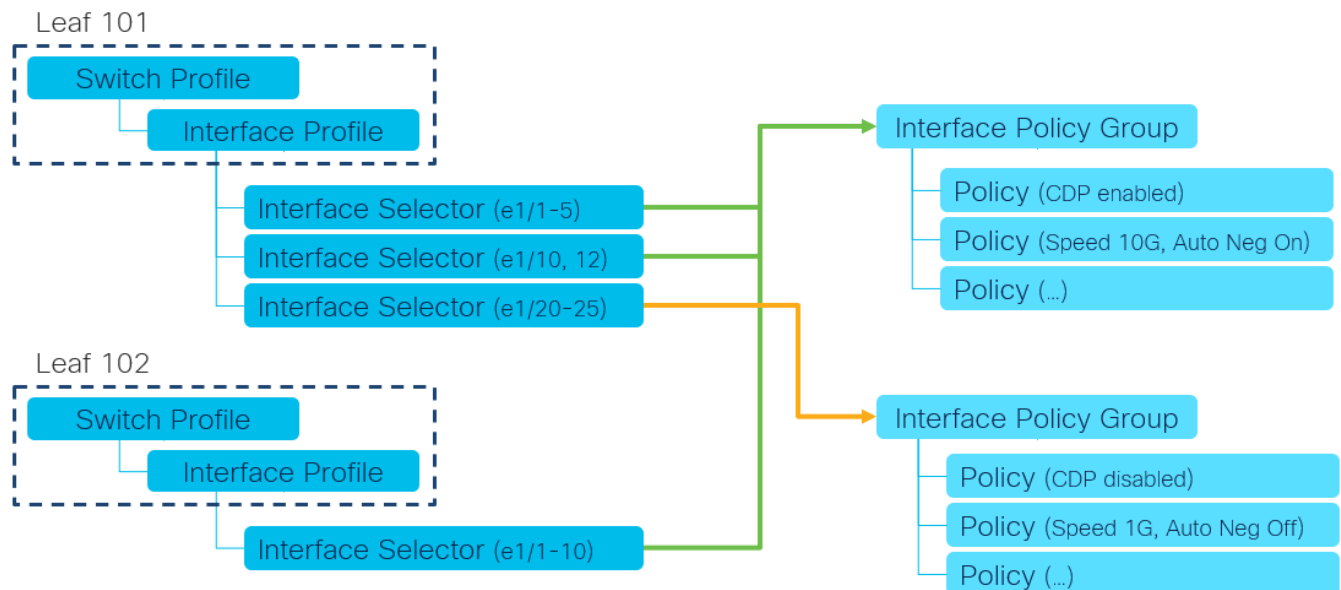 Leaf 101
Switch Profile
Interface Profile
Interface Selector (e1/1-5)
Interface Selector (e1/10, 12)
Interface Selector (e1/20-25)
Interface Policy Group
Policy (CDP enabled)
Policy (Speed 10G, Auto Neg On)
Policy (...)
Leaf 102
Switch Profile
Interface Profile
Interface Selector (e1/1-10)
Interface Policy Group
Policy (CDP disabled)
Policy (Speed 1G, Auto Neg Off)
Policy (...)